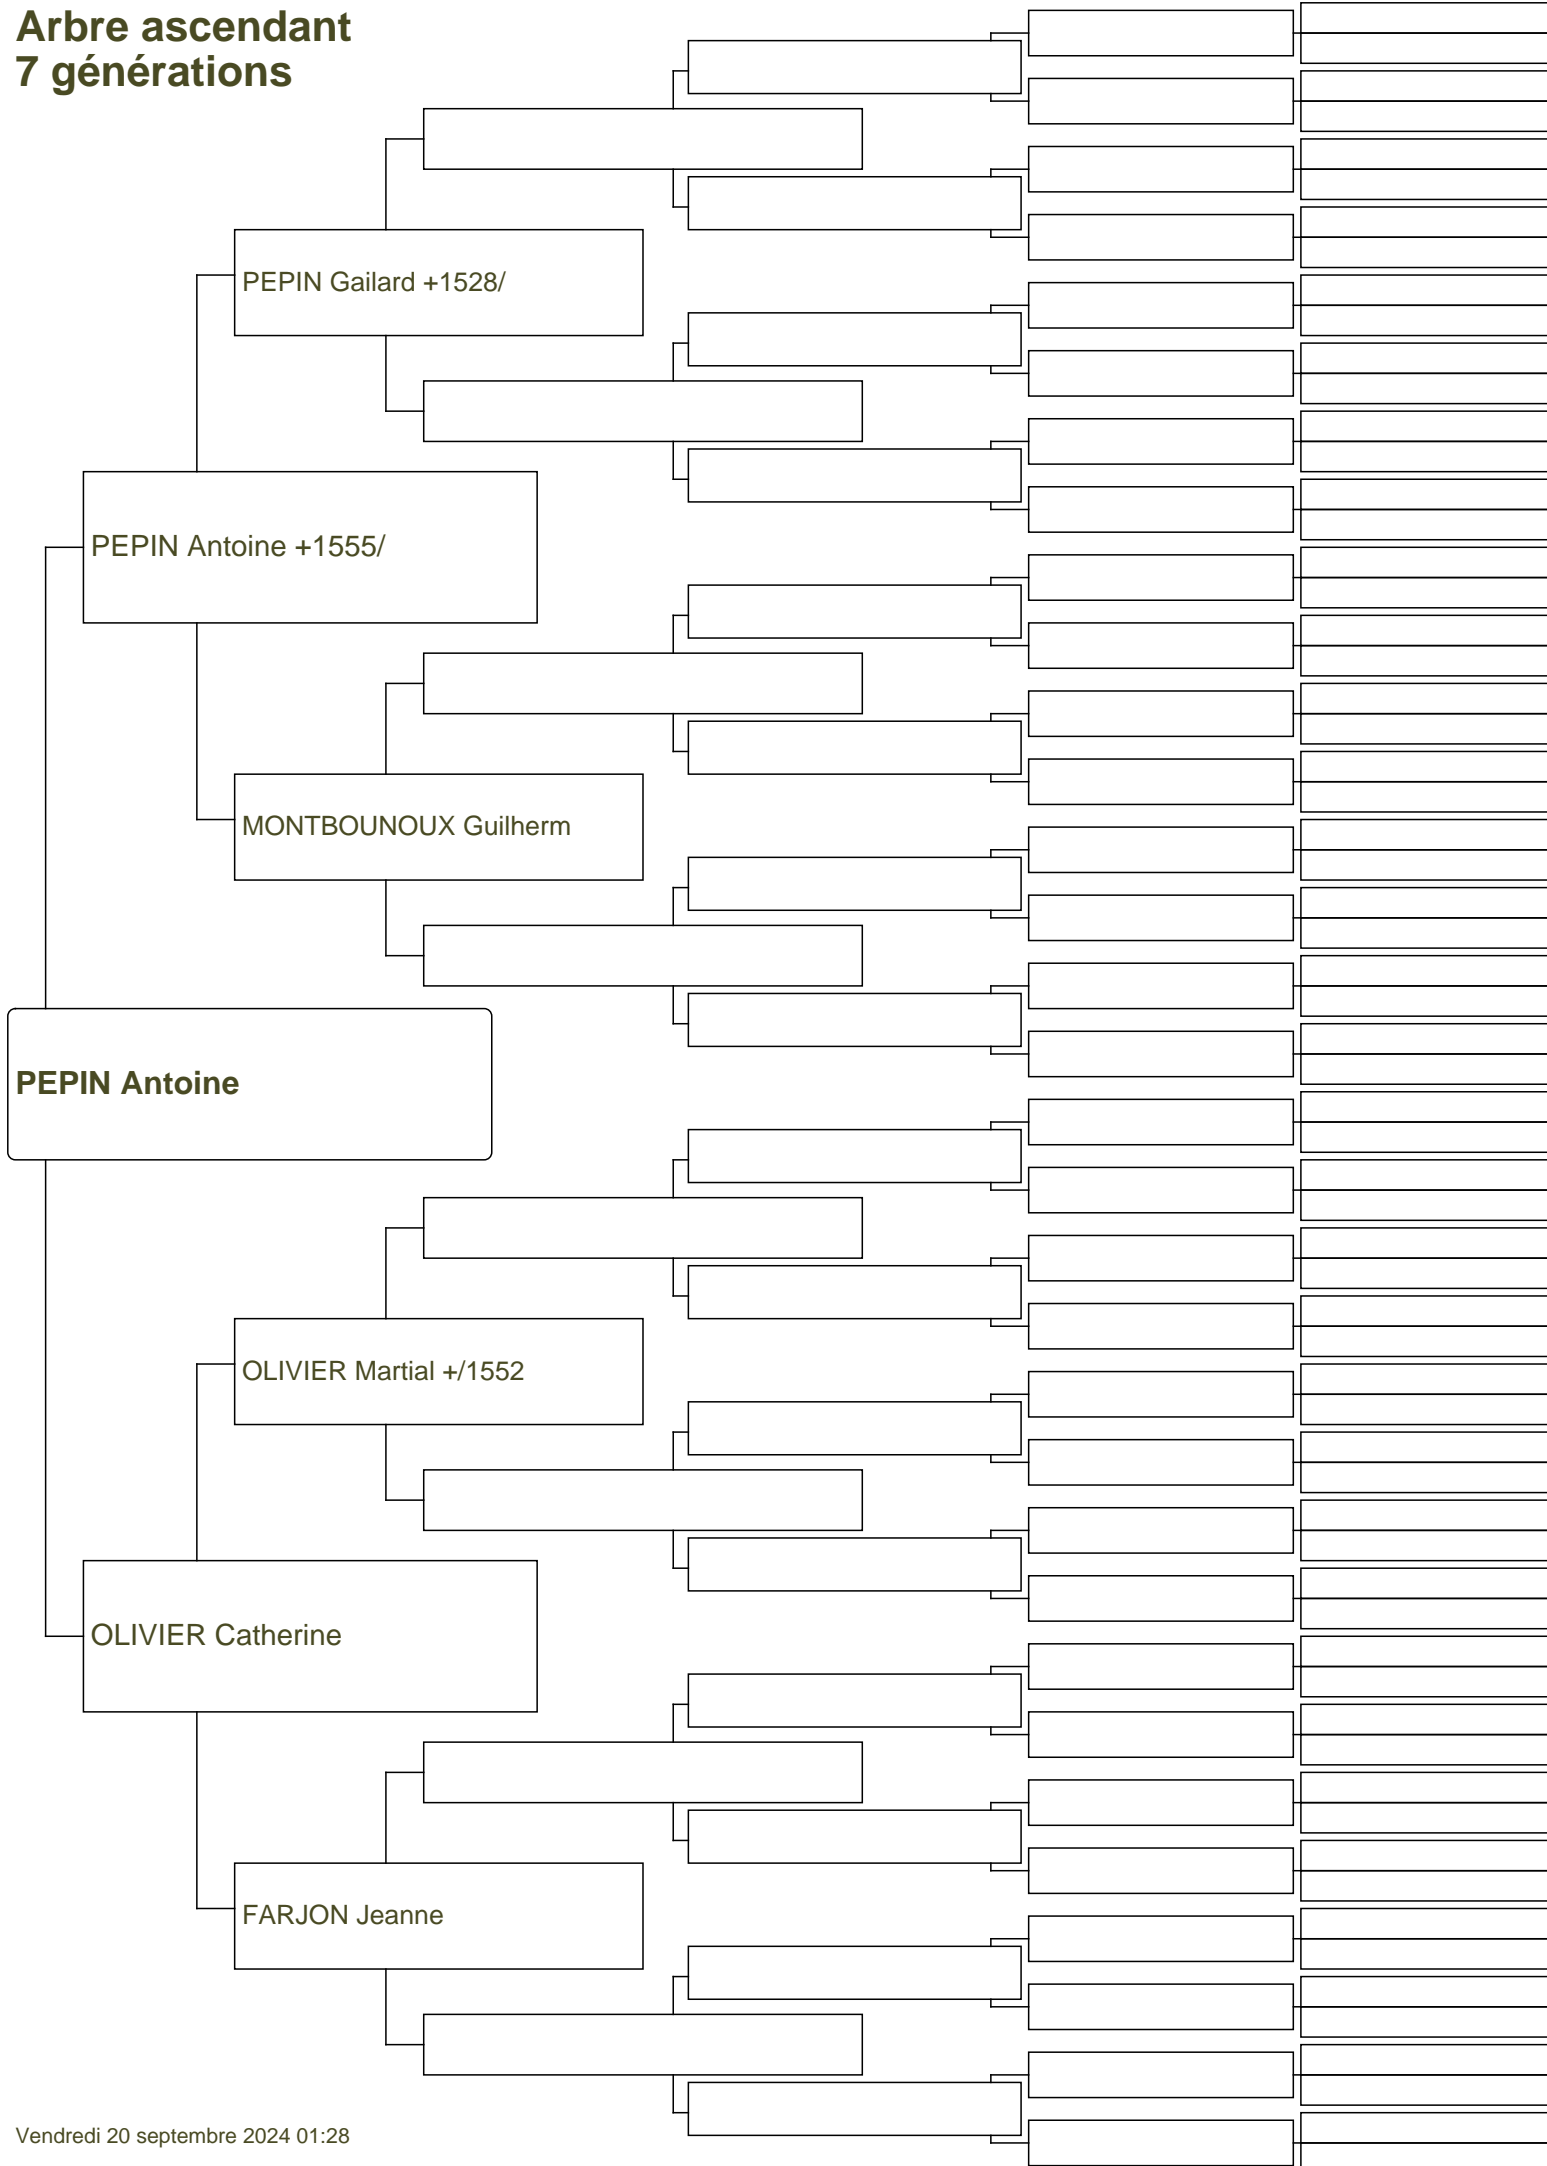 Arbre ascendant
7 générations
PEPIN Gailard +1528/
PEPIN Antoine +1555/
MONTBOUNOUX Guilherm
PEPIN Antoine
OLIVIER Martial +/1552
OLIVIER Catherine
FARJON Jeanne
Vendredi 20 septembre 2024 01:28